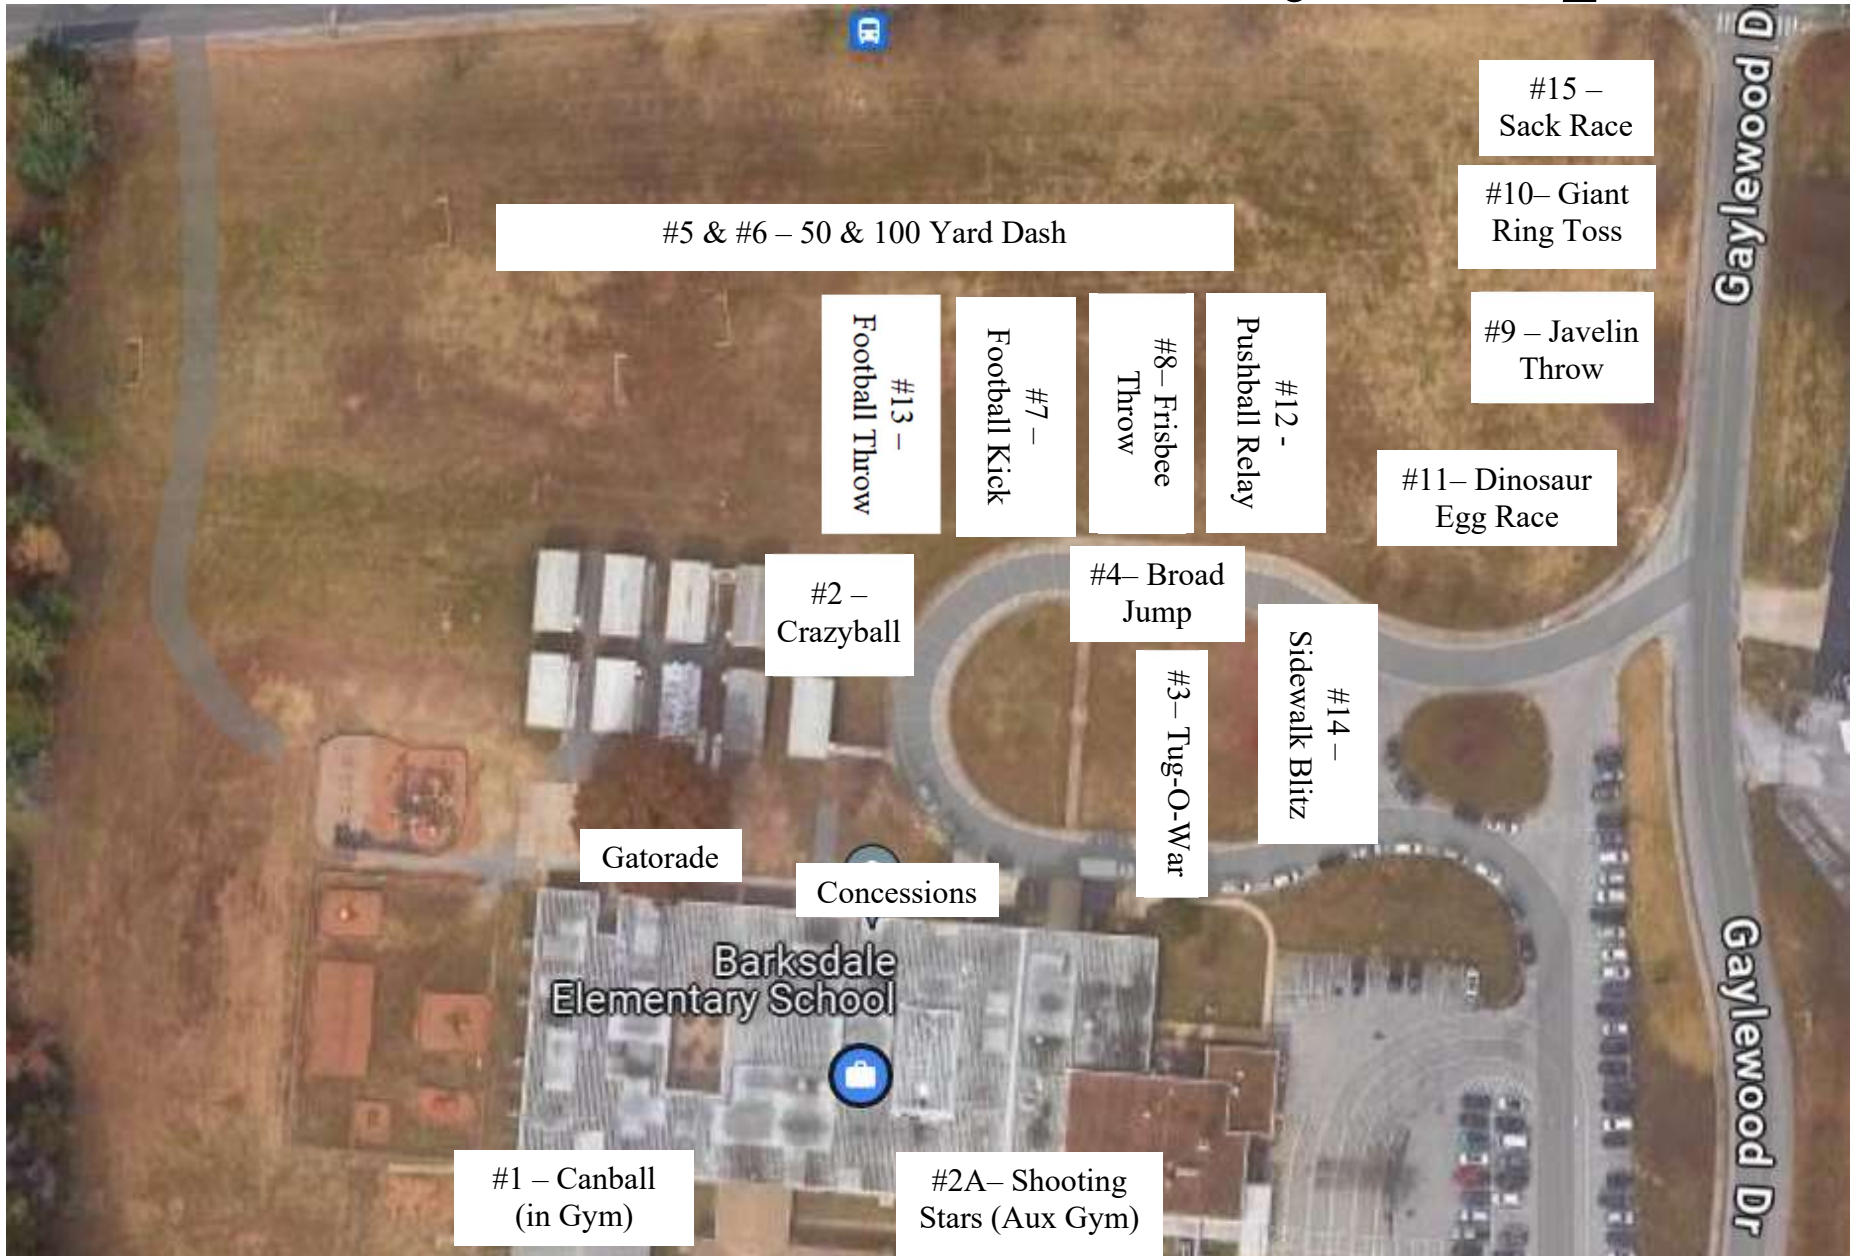 #15 –
Sack Race
#10– Giant
Ring Toss
#5 & #6 – 50 & 100 Yard Dash
Gaylewood D
#13 –
Football Throw
#7 –
Football Kick
#8– Frisbee
Throw
#12 -
Pushball Relay
#9 – Javelin
Throw
#11– Dinosaur
Egg Race
#2 –
Crazyball
#4– Broad
Jump
#3– Tug-O-War
#14 –
Sidewalk Blitz
Gatorade
Concessions
Barksdale
Elementary School
Gaylewood Dr
#1 – Canball
(in Gym)
#2A– Shooting
Stars (Aux Gym)